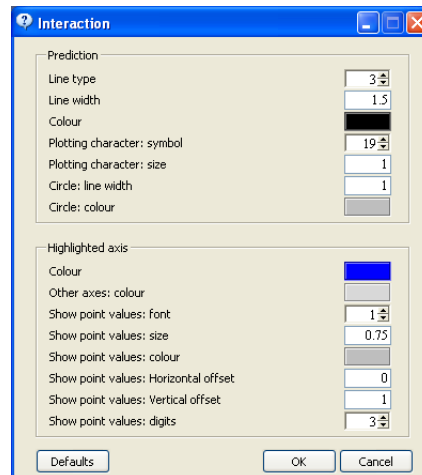 Interaction
Prediction
Line type 3
Line width 1.5
Colour
Plotting character: symbol 19
Plotting character: size 1
Circle: line width 1
Circle: colour
Highlighted axis
Colour
Other axes: colour
Show point values: font 1
Show point values: size 0.75
Show point values: colour
Show point values: Horizontal offset 0
Show point values: Vertical offset 1
Show point values: digits 3
Defaults OK Cancel